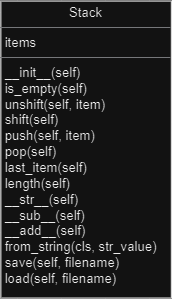 Stack
items
__init__(self)
is_empty(self)
unshift(self, item)
shift(self)
push(self, item)
pop(self)
last_item(self)
length(self)
__str__(self)
__sub__(self)
__add__(self)
from_string(cls, str_value)
save(self, filename)
load(self, filename)